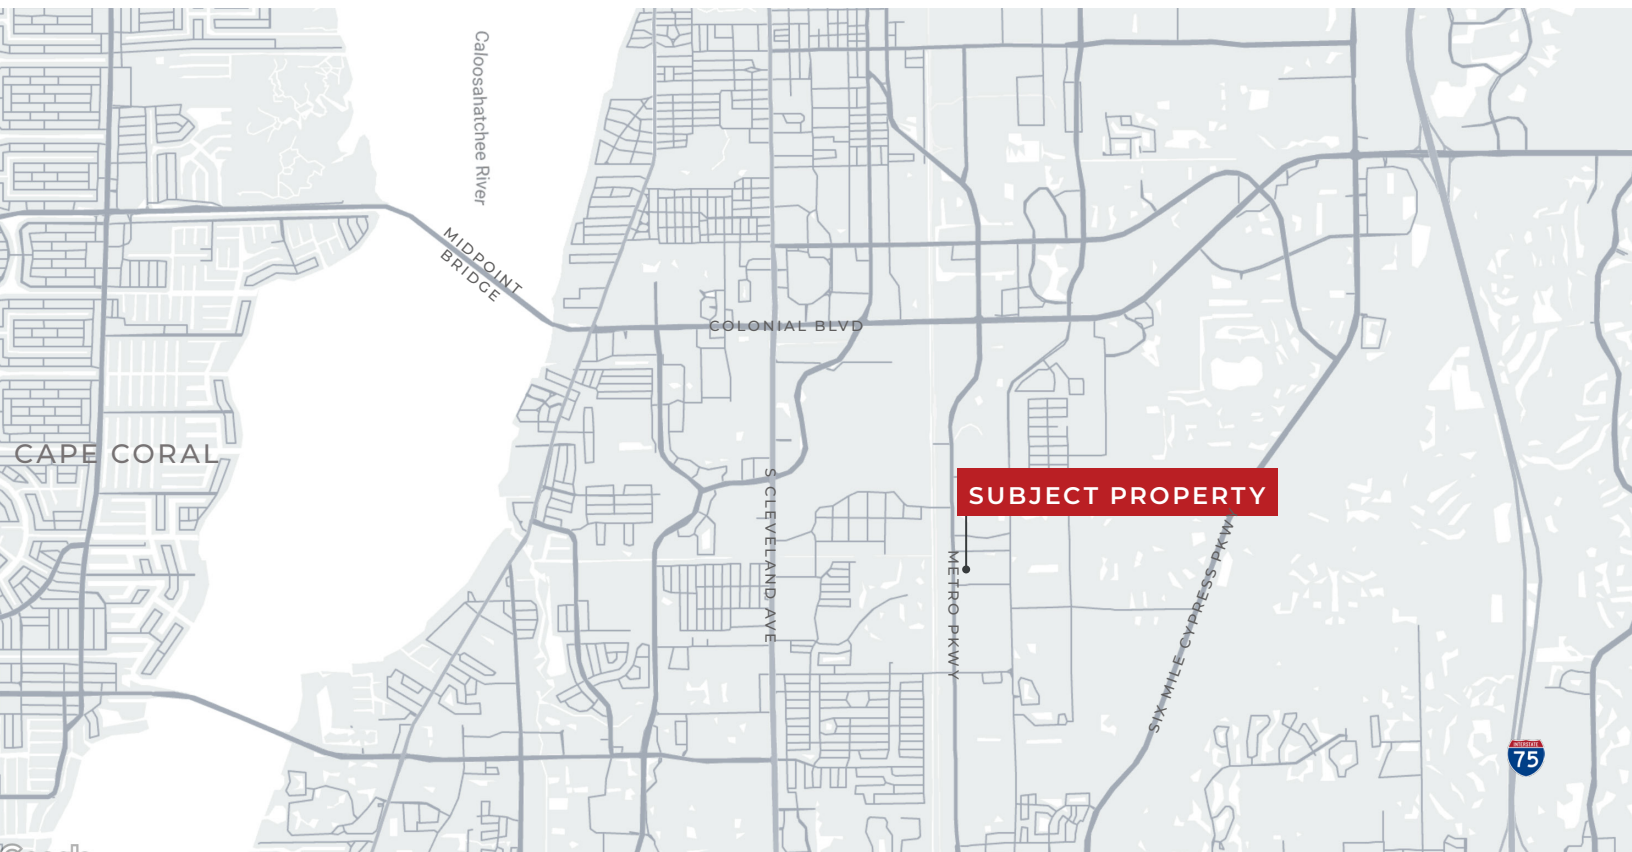 Caloosahatchee River
MIDPOINT
BRIDGE
COLONIAL BLVD
CAPE CORAL
S CLEVELAND AVE
SUBJECT PROPERTY
METRO PKWY
SIX MILE CYPRESS PKWY
INTERSTATE
75